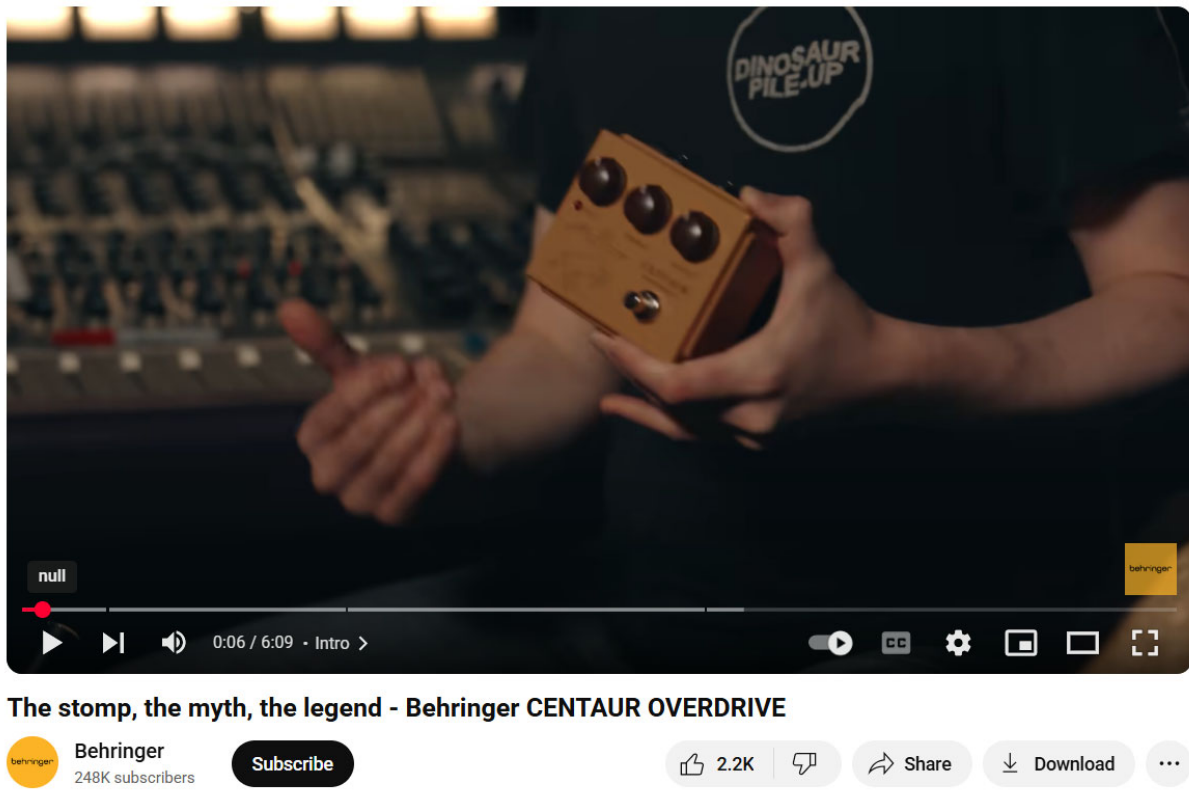 DINOSAUR
PILE-UP
behringer
null
0:06 / 6:09 • Intro
CC
The stomp, the myth, the legend - Behringer CENTAUR OVERDRIVE
behringer
Behringer
248K subscribers
Subscribe
2.2K
Share
Download